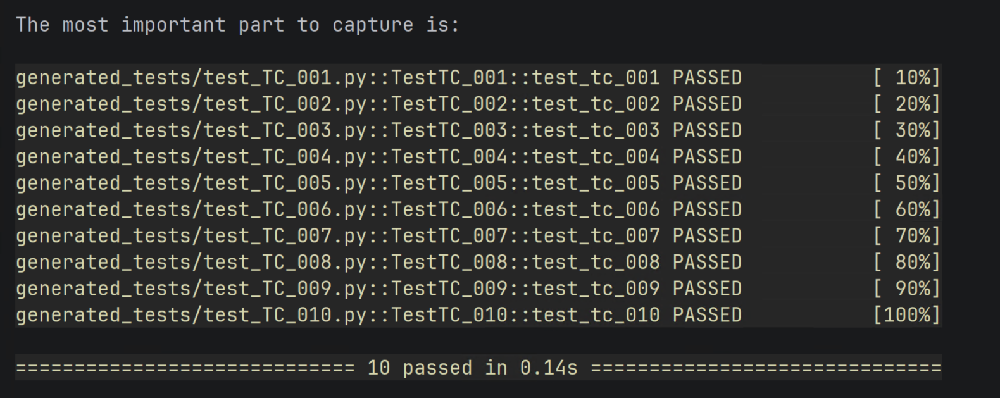 The most important part to capture is:
generated_tests/test_TC_001.py::TestTC_001::test_tc_001 PASSED [ 10%]
generated_tests/test_TC_002.py::TestTC_002::test_tc_002 PASSED [ 20%]
generated_tests/test_TC_003.py::TestTC_003::test_tc_003 PASSED [ 30%]
generated_tests/test_TC_004.py::TestTC_004::test_tc_004 PASSED [ 40%]
generated_tests/test_TC_005.py::TestTC_005::test_tc_005 PASSED [ 50%]
generated_tests/test_TC_006.py::TestTC_006::test_tc_006 PASSED [ 60%]
generated_tests/test_TC_007.py::TestTC_007::test_tc_007 PASSED [ 70%]
generated_tests/test_TC_008.py::TestTC_008::test_tc_008 PASSED [ 80%]
generated_tests/test_TC_009.py::TestTC_009::test_tc_009 PASSED [ 90%]
generated_tests/test_TC_010.py::TestTC_010::test_tc_010 PASSED [100%]
============================= 10 passed in 0.14s ==============================